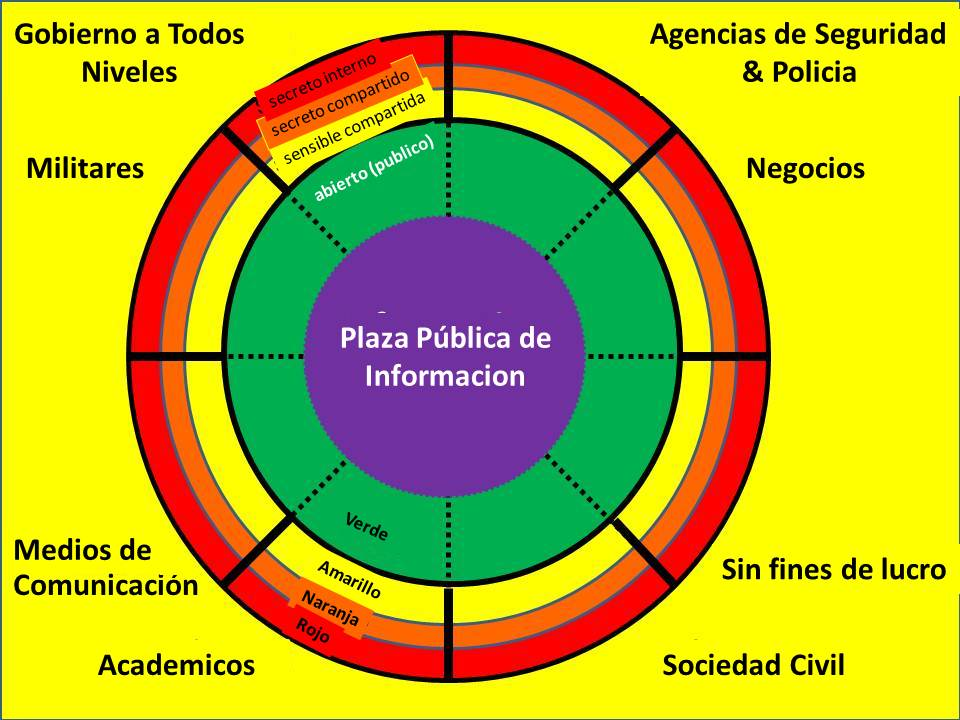 Gobierno a Todos
Niveles
Agencias de Seguridad
& Policia
secreto interno
secreto compartido
sensible compartida
abierto (publico)
Militares
Negocios
Plaza Pública de
Informacion
Verde
Amarillo
Naranja
Rojo
Medios de
Comunicación
Sin fines de lucro
Academicos
Sociedad Civil